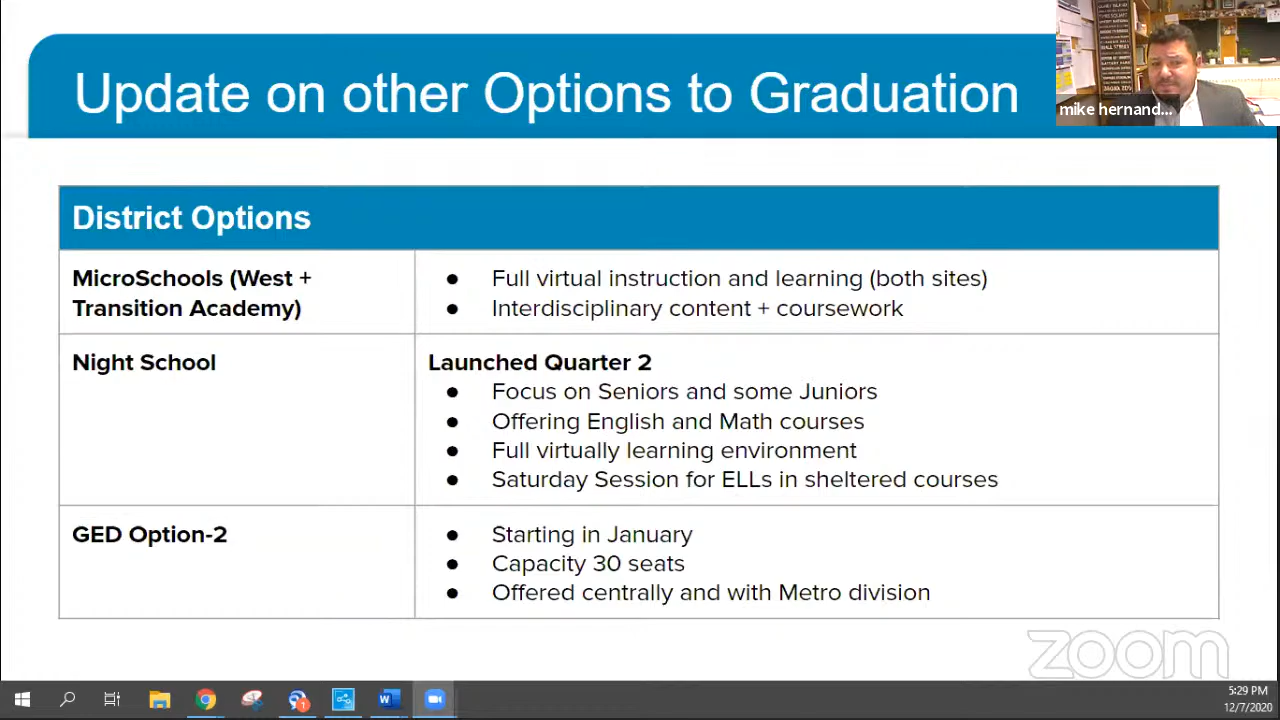 Update on other Options to Graduation
mike hernand...
District Options
MicroSchools (West +
Transition Academy)
● Full virtual instruction and learning (both sites)
● Interdisciplinary content + coursework
Night School
Launched Quarter 2
● Focus on Seniors and some Juniors
● Offering English and Math courses
● Full virtually learning environment
● Saturday Session for ELLs in sheltered courses
GED Option-2
● Starting in January
● Capacity 30 seats
● Offered centrally and with Metro division
zoom
5:29 PM
12/7/2020